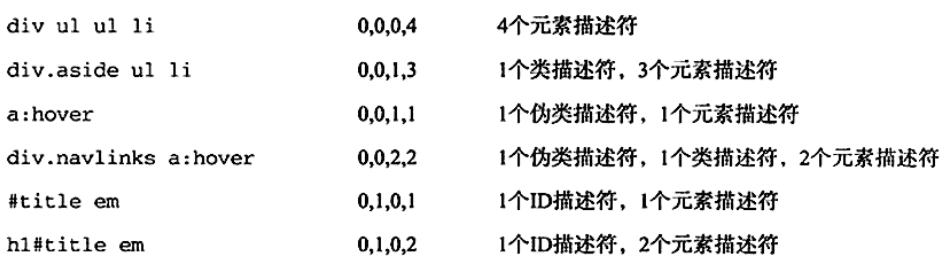 div ul ul li 0,0,0,4 4个元素描述符
div.aside ul li 0,0,1,3 1个类描述符，3个元素描述符
a:hover 0,0,1,1 1个伪类描述符，1个元素描述符
div.navlinks a:hover 0,0,2,2 1个伪类描述符，1个类描述符，2个元素描述符
#title em 0,1,0,1 1个ID描述符，1个元素描述符
h1#title em 0,1,0,2 1个ID描述符，2个元素描述符